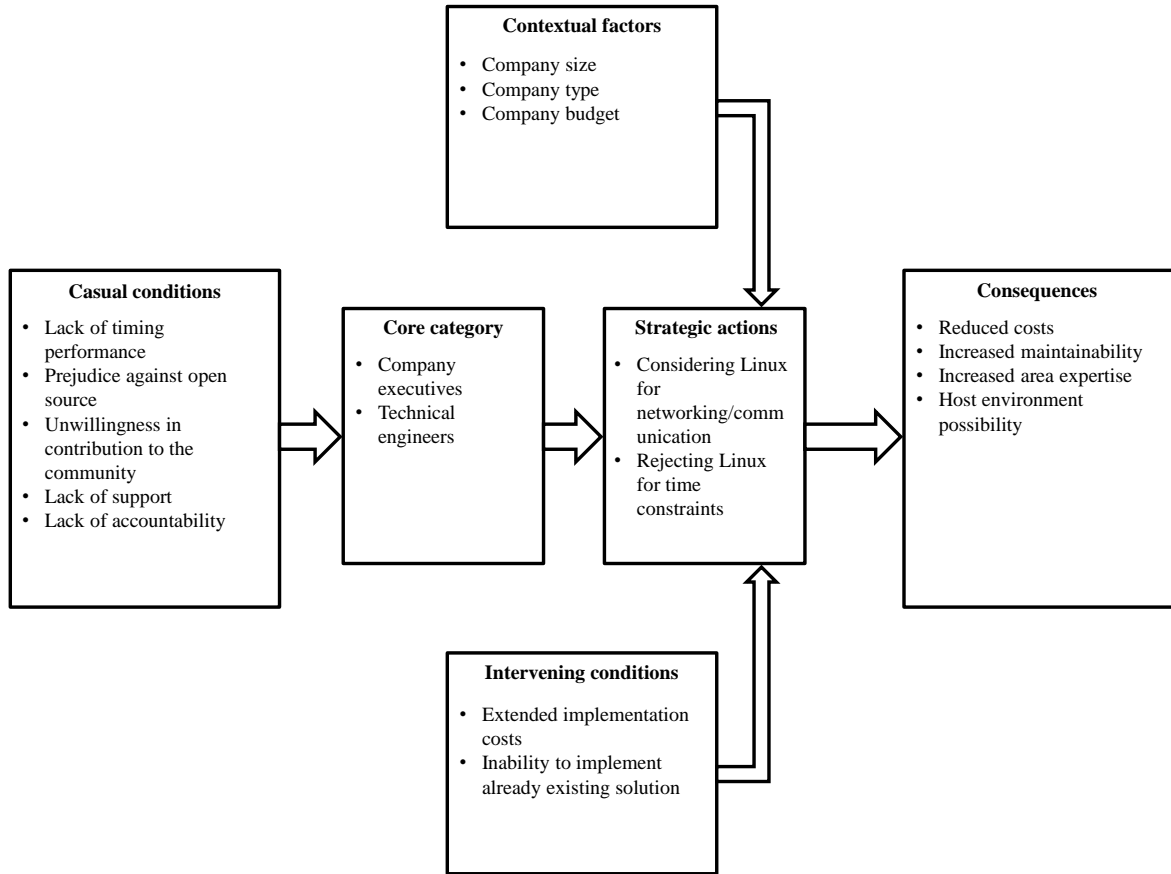 Contextual factors
• Company size
• Company type
• Company budget
Casual conditions
• Lack of timing
performance
• Prejudice against open
source
• Unwillingness in
contribution to the
community
• Lack of support
• Lack of accountability
Core category
• Company
executives
• Technical
engineers
Strategic actions
• Considering Linux
for
networking/comm
unication
• Rejecting Linux
for time
constraints
Consequences
• Reduced costs
• Increased maintainability
• Increased area expertise
• Host environment
possibility
Intervening conditions
• Extended implementation
costs
• Inability to implement
already existing solution